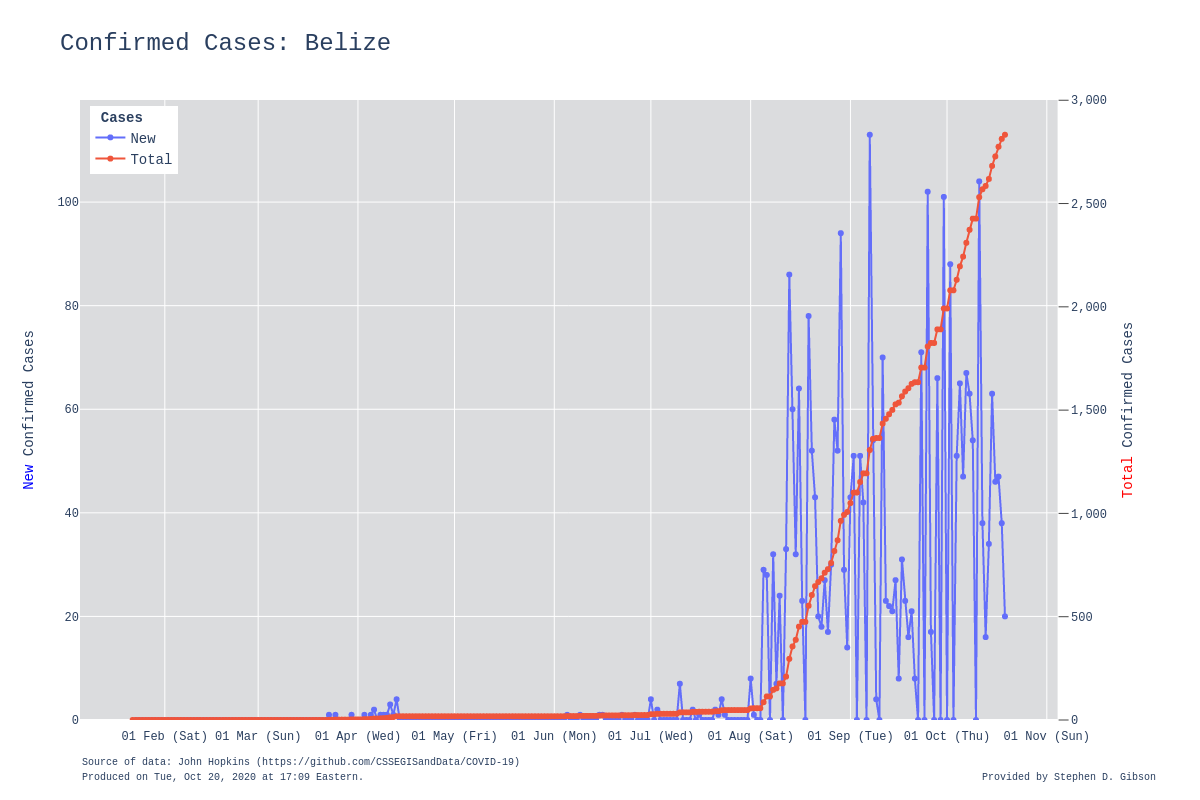 Confirmed Cases: Belize
Cases
New
Total
100
80
60
40
20
0
New Confirmed Cases
3,000
2,500
2,000
1,500
1,000
500
0
Total Confirmed Cases
01 Feb (Sat) 01 Mar (Sun) 01 Apr (Wed) 01 May (Fri) 01 Jun (Mon) 01 Jul (Wed) 01 Aug (Sat) 01 Sep (Tue) 01 Oct (Thu) 01 Nov (Sun)
Source of data: John Hopkins (https://github.com/CSSEGISandData/COVID-19)
Produced on Tue, Oct 20, 2020 at 17:09 Eastern.
Provided by Stephen D. Gibson